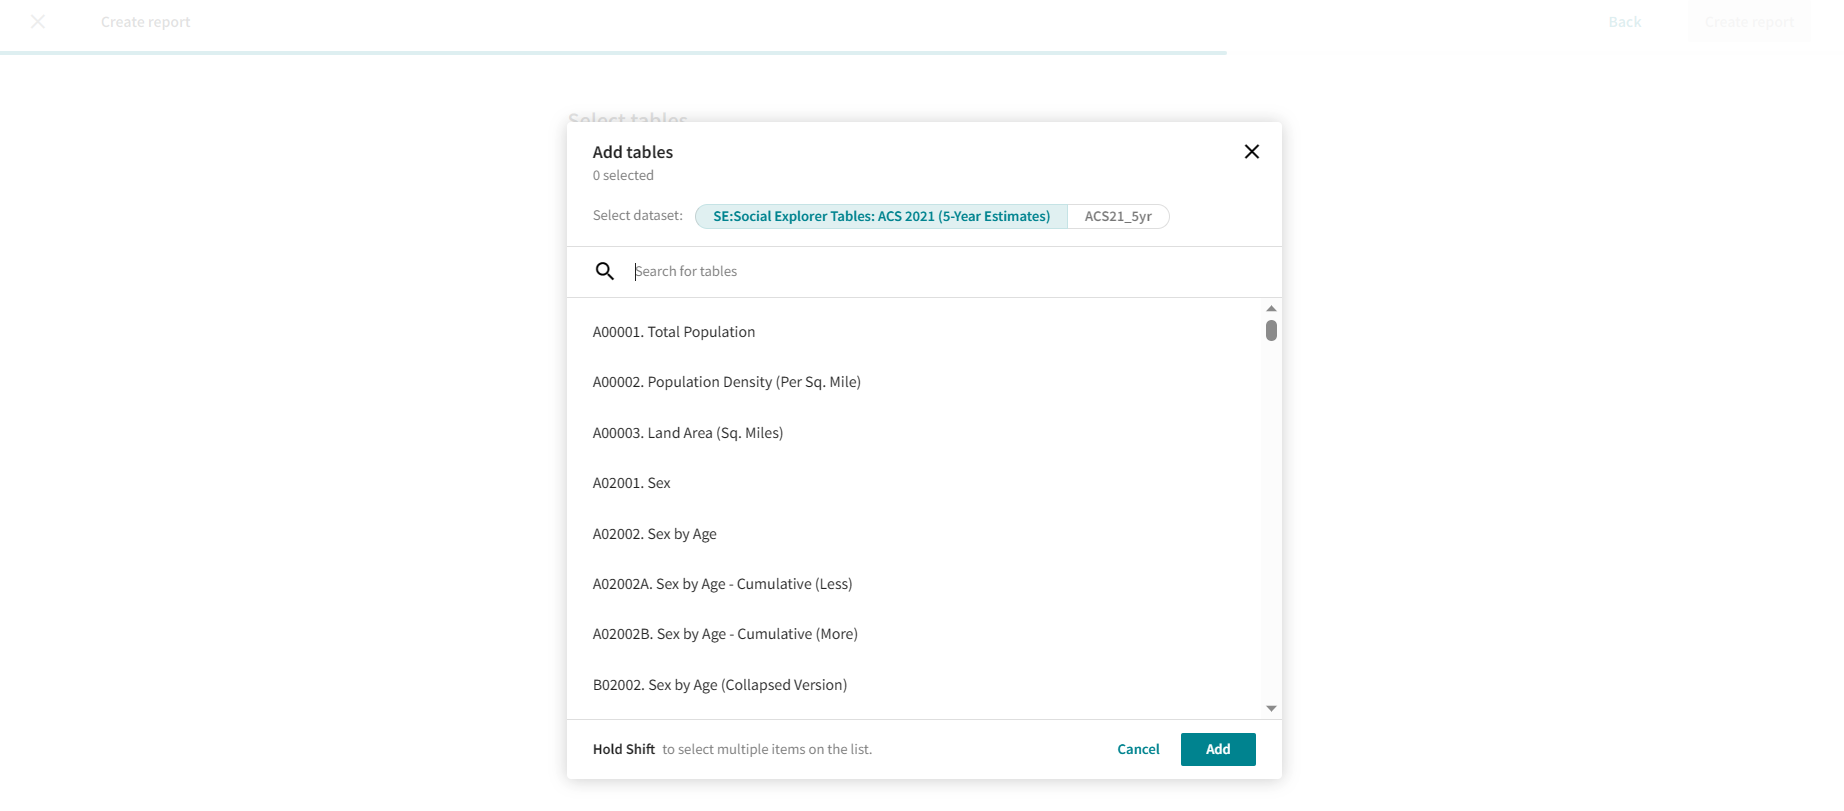 Create report
Back
Create report
Select tables
Add tables
0 selected
Select dataset: SE:Social Explorer Tables: ACS 2021 (5-Year Estimates) ACS21_5yr
Search for tables
A00001. Total Population
A00002. Population Density (Per Sq. Mile)
A00003. Land Area (Sq. Miles)
A02001. Sex
A02002. Sex by Age
A02002A. Sex by Age - Cumulative (Less)
A02002B. Sex by Age - Cumulative (More)
B02002. Sex by Age (Collapsed Version)
Hold Shift to select multiple items on the list.
Cancel
Add